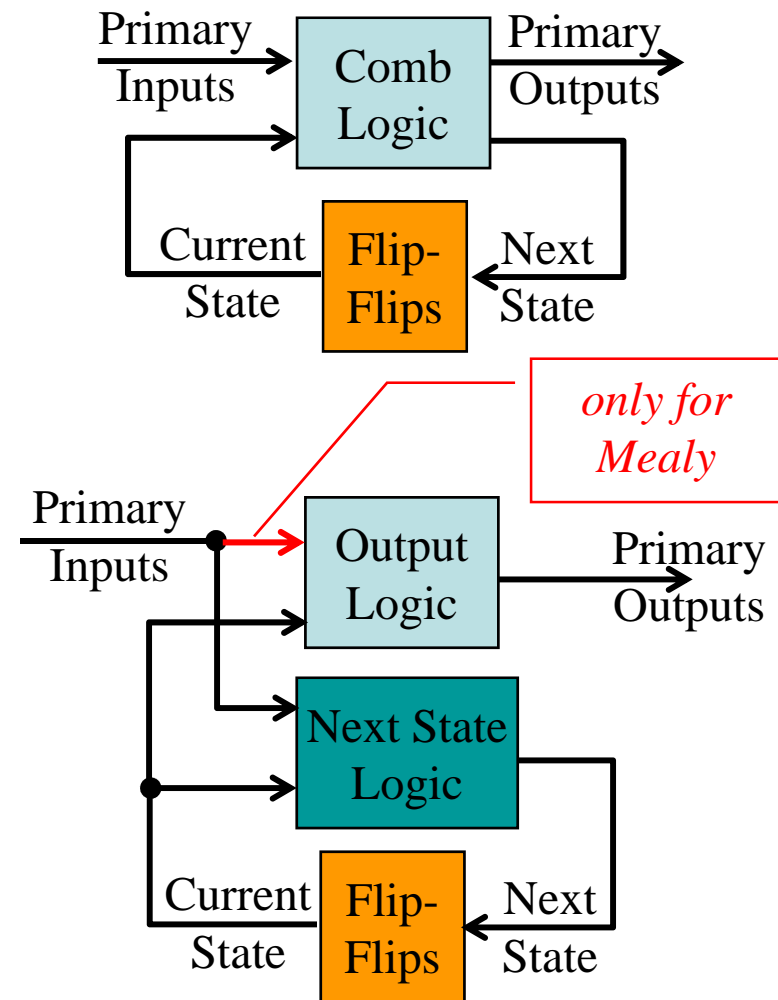 Primary
Inputs
Comb
Logic
Primary
Outputs
Current
State
Flip-
Flips
Next
State
only for
Mealy
Primary
Inputs
Output
Logic
Primary
Outputs
Next State
Logic
Current
State
Flip-
Flips
Next
State